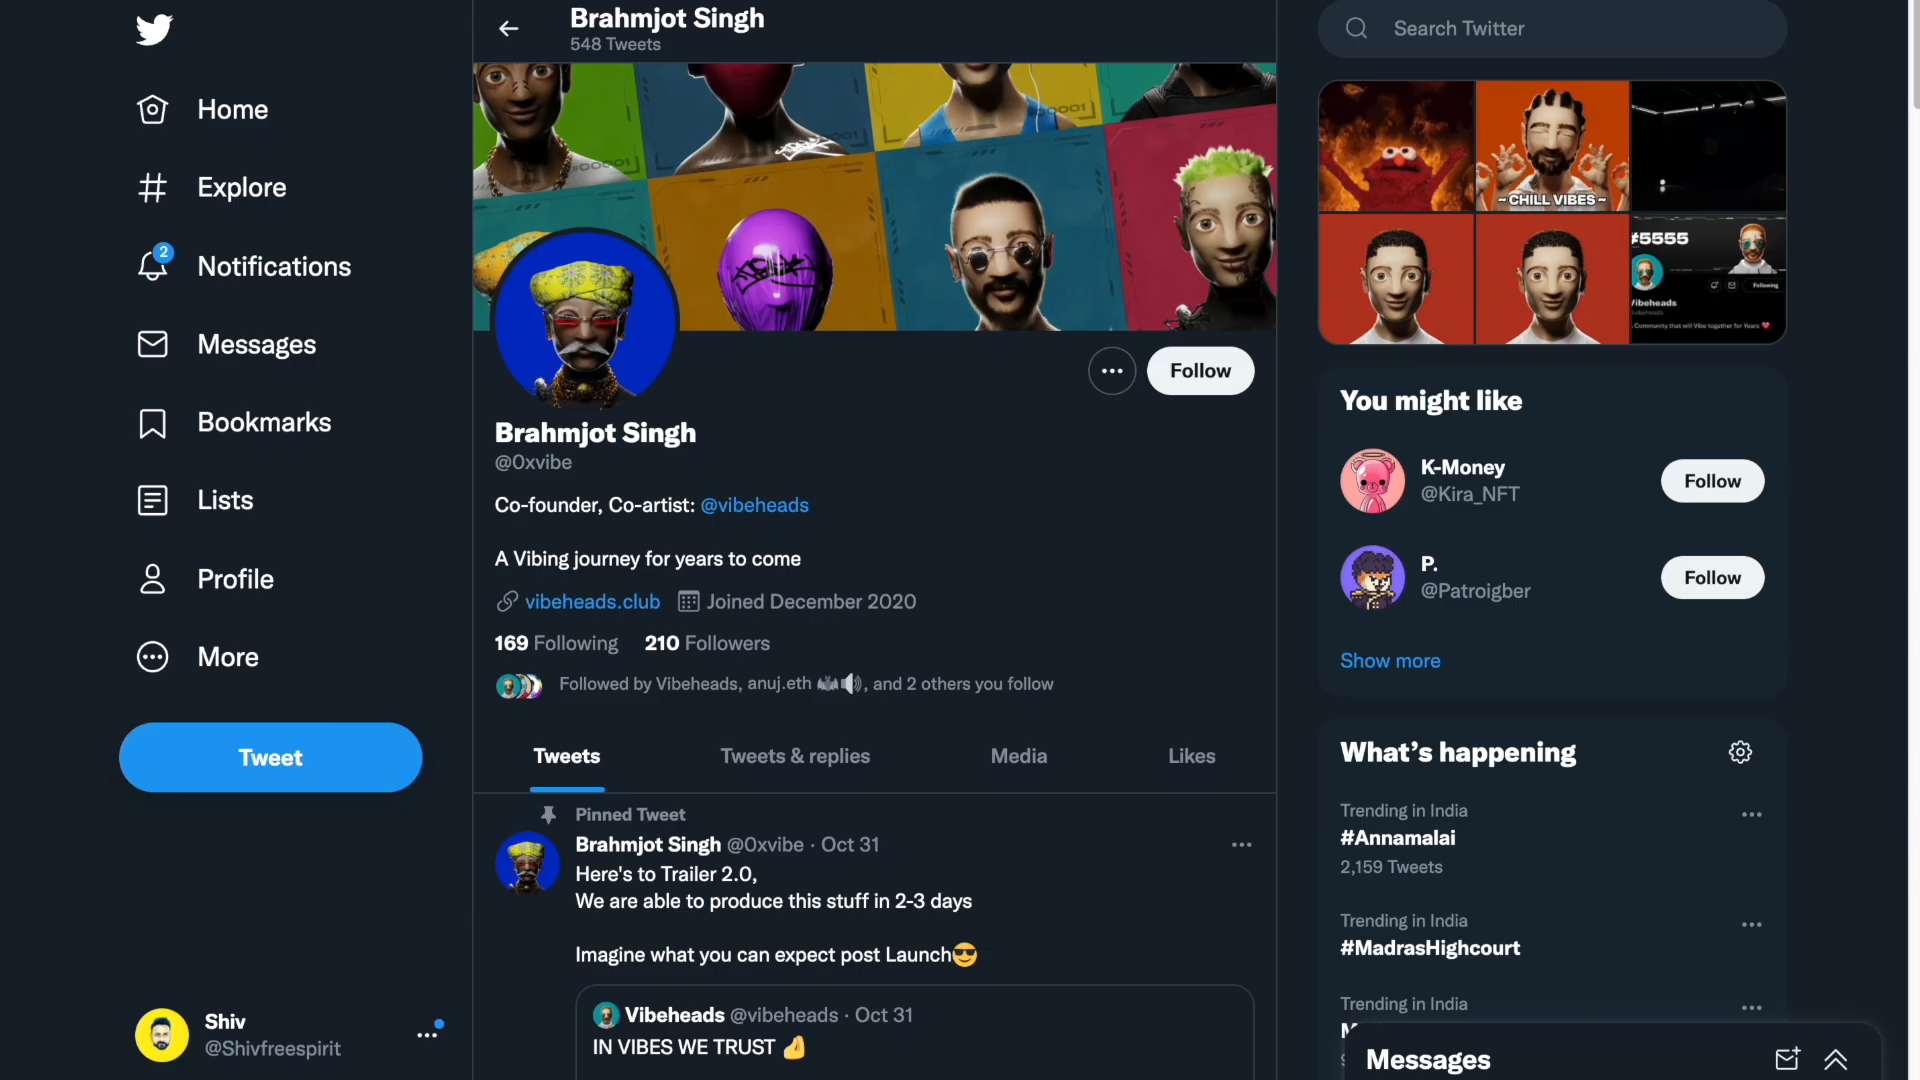 Home
Explore
2
Notifications
Messages
Bookmarks
Lists
Profile
More
Tweet
Shiv
@Shivfreespirit
Brahmjot Singh
548 Tweets
Follow
Brahmjot Singh
@0xvibe
Co-founder, Co-artist: @vibeheads
A Vibing journey for years to come
vibeheads.club Joined December 2020
169 Following 210 Followers
Followed by Vibeheads, anuj.eth 🦇🔊, and 2 others you follow
Tweets Tweets & replies Media Likes
Pinned Tweet
Brahmjot Singh @0xvibe · Oct 31
Here's to Trailer 2.0,
We are able to produce this stuff in 2-3 days
Imagine what you can expect post Launch😎
Vibeheads @vibeheads · Oct 31
IN VIBES WE TRUST 🤌
Search Twitter
~CHILL VIBES~
#5555
Following
Vibeheads
Community that will Vibe together for Years ❤️
You might like
K-Money
@Kira_NFT
Follow
P.
@Patroigber
Follow
Show more
What's happening
Trending in India
#Annamalai
2,159 Tweets
Trending in India
#MadrasHighcourt
Trending in India
Messages